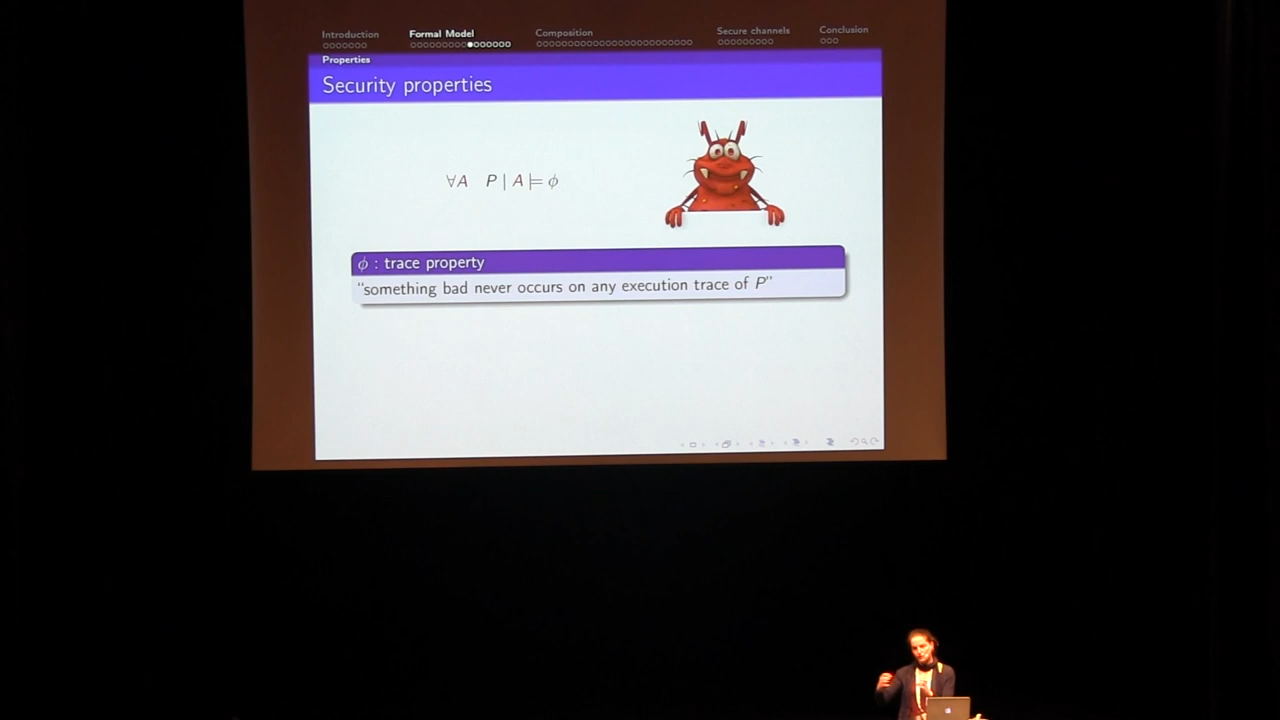 Introduction Formal Model Composition Secure channels Conclusion
Properties
Security properties
∀A P | A ⊨ ϕ
ϕ : trace property
“something bad never occurs on any execution trace of P”